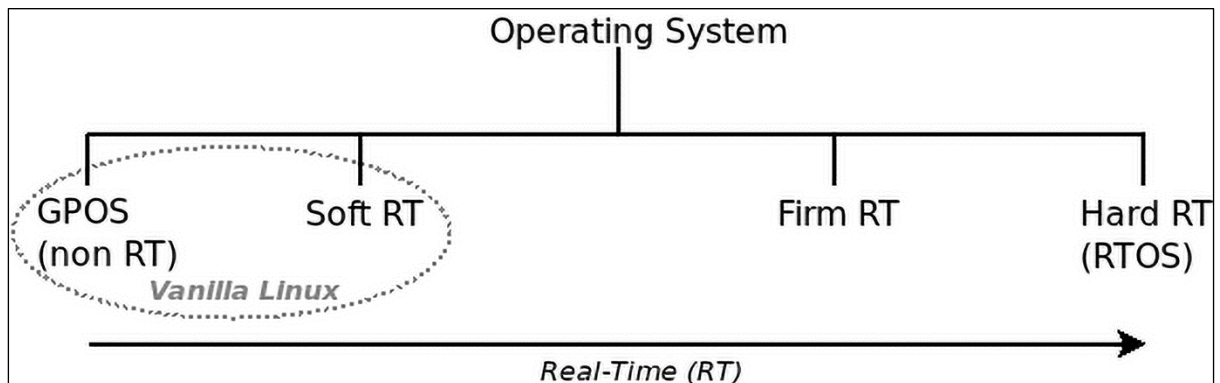 Operating System
GPOS
(non RT)
Soft RT
Firm RT
Hard RT
(RTOS)
Vanilla Linux
Real-Time (RT)